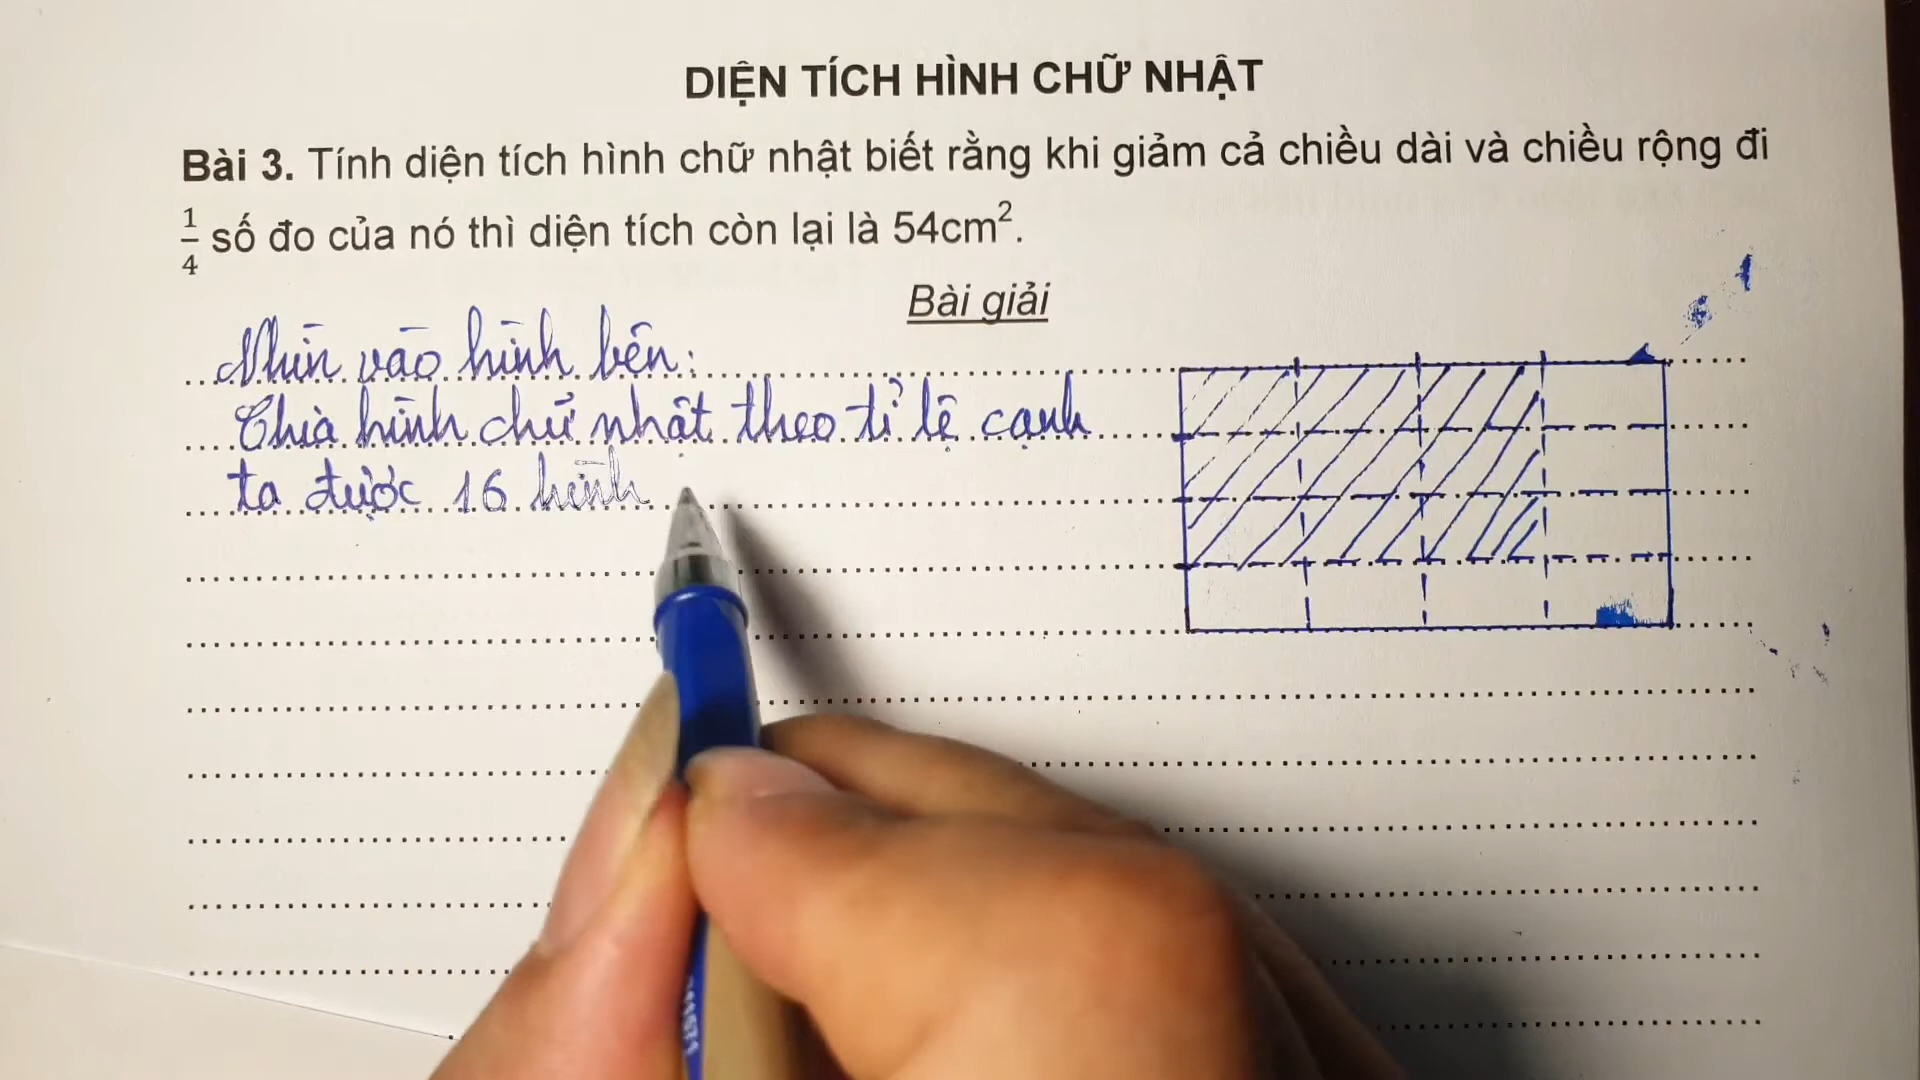 DIỆN TÍCH HÌNH CHỮ NHẬT
Bài 3. Tính diện tích hình chữ nhật biết rằng khi giảm cả chiều dài và chiều rộng đi
1/4 số đo của nó thì diện tích còn lại là 54cm².
Bài giải
Nhìn vào hình bên:
Chia hình chữ nhật theo tỉ lệ cạnh
ta được 16 hình